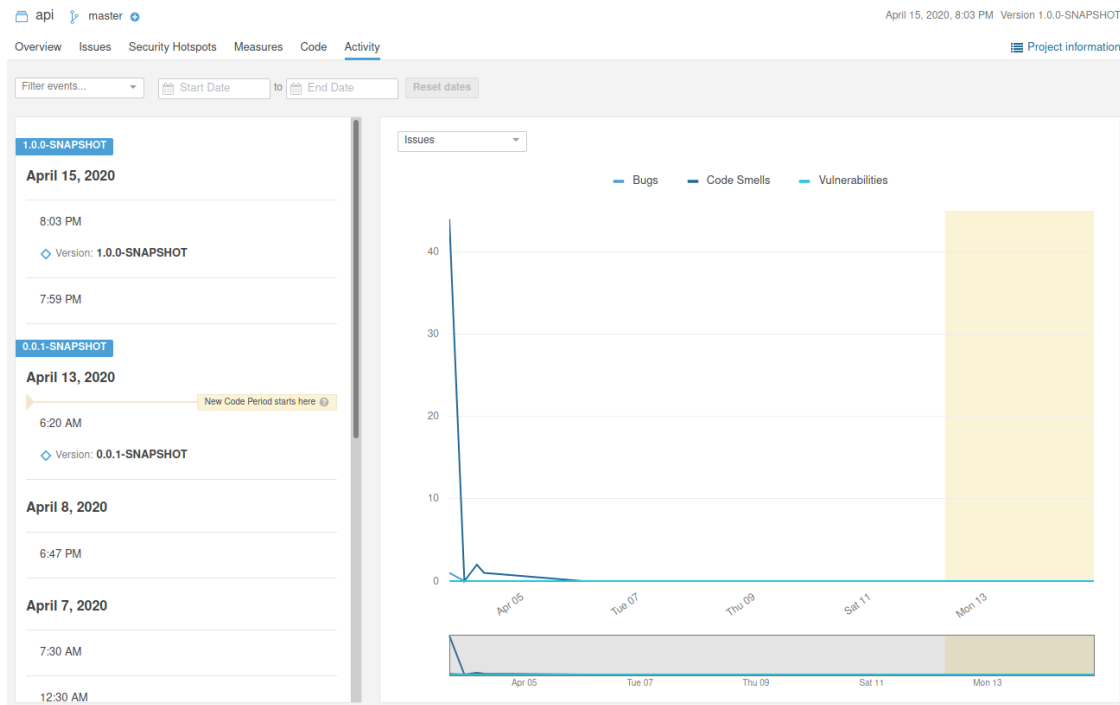 api master
April 15, 2020, 8:03 PM Version 1.0.0-SNAPSHOT
Overview Issues Security Hotspots Measures Code Activity
Project information
Filter events... Start Date to End Date Reset dates
1.0.0-SNAPSHOT
April 15, 2020
8:03 PM
Version: 1.0.0-SNAPSHOT
7:59 PM
0.0.1-SNAPSHOT
April 13, 2020
New Code Period starts here ?
6:20 AM
Version: 0.0.1-SNAPSHOT
April 8, 2020
6:47 PM
April 7, 2020
7:30 AM
12:30 AM
Issues
Bugs Code Smells Vulnerabilities
40
30
20
10
0
Apr 05 Tue 07 Thu 09 Sat 11 Mon 13
Apr 05 Tue 07 Thu 09 Sat 11 Mon 13